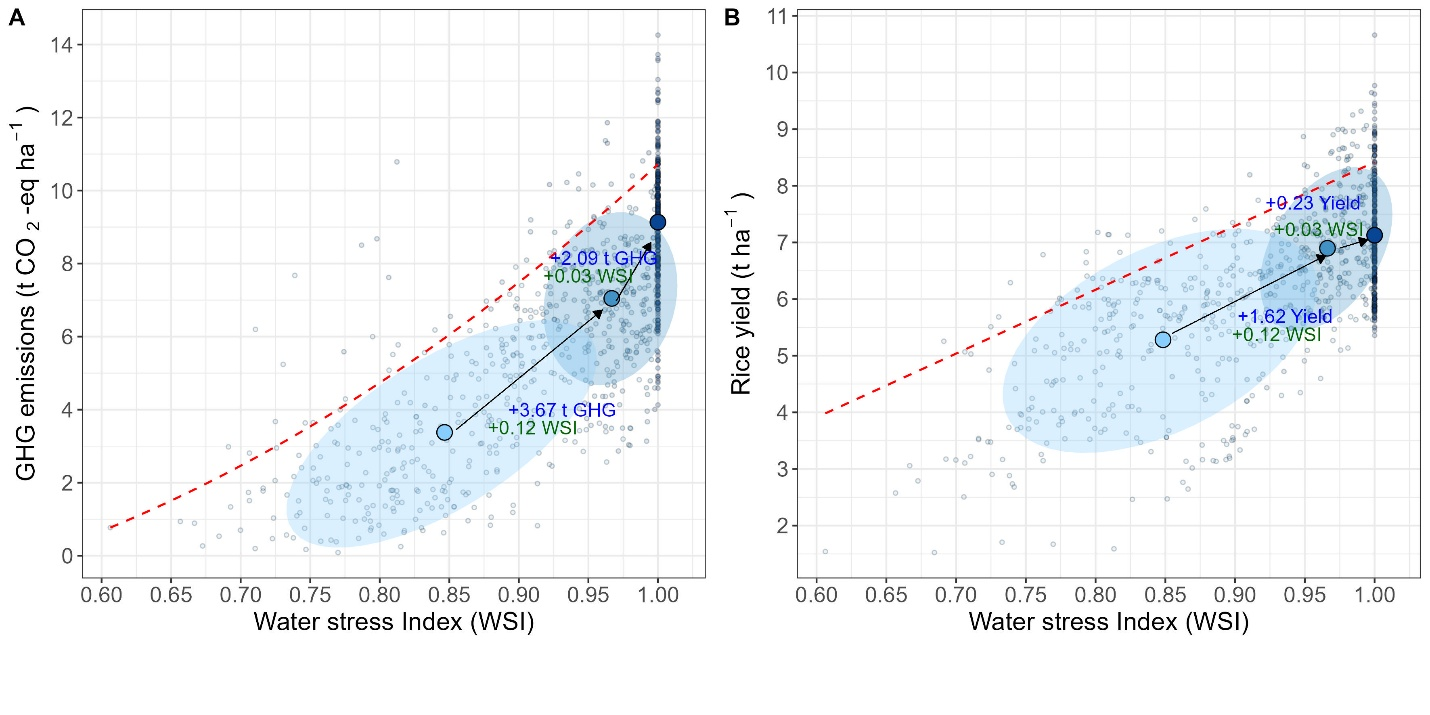 A
GHG emissions (t CO2-eq ha−1)
14
12
10
8
6
4
2
0
+2.09 t GHG
+0.03 WSI
+3.67 t GHG
+0.12 WSI
0.60 0.65 0.70 0.75 0.80 0.85 0.90 0.95 1.00
Water stress Index (WSI)
B
Rice yield (t ha−1)
11
10
9
8
7
6
5
4
3
2
+0.23 Yield
+0.03 WSI
+1.62 Yield
+0.12 WSI
0.60 0.65 0.70 0.75 0.80 0.85 0.90 0.95 1.00
Water stress Index (WSI)